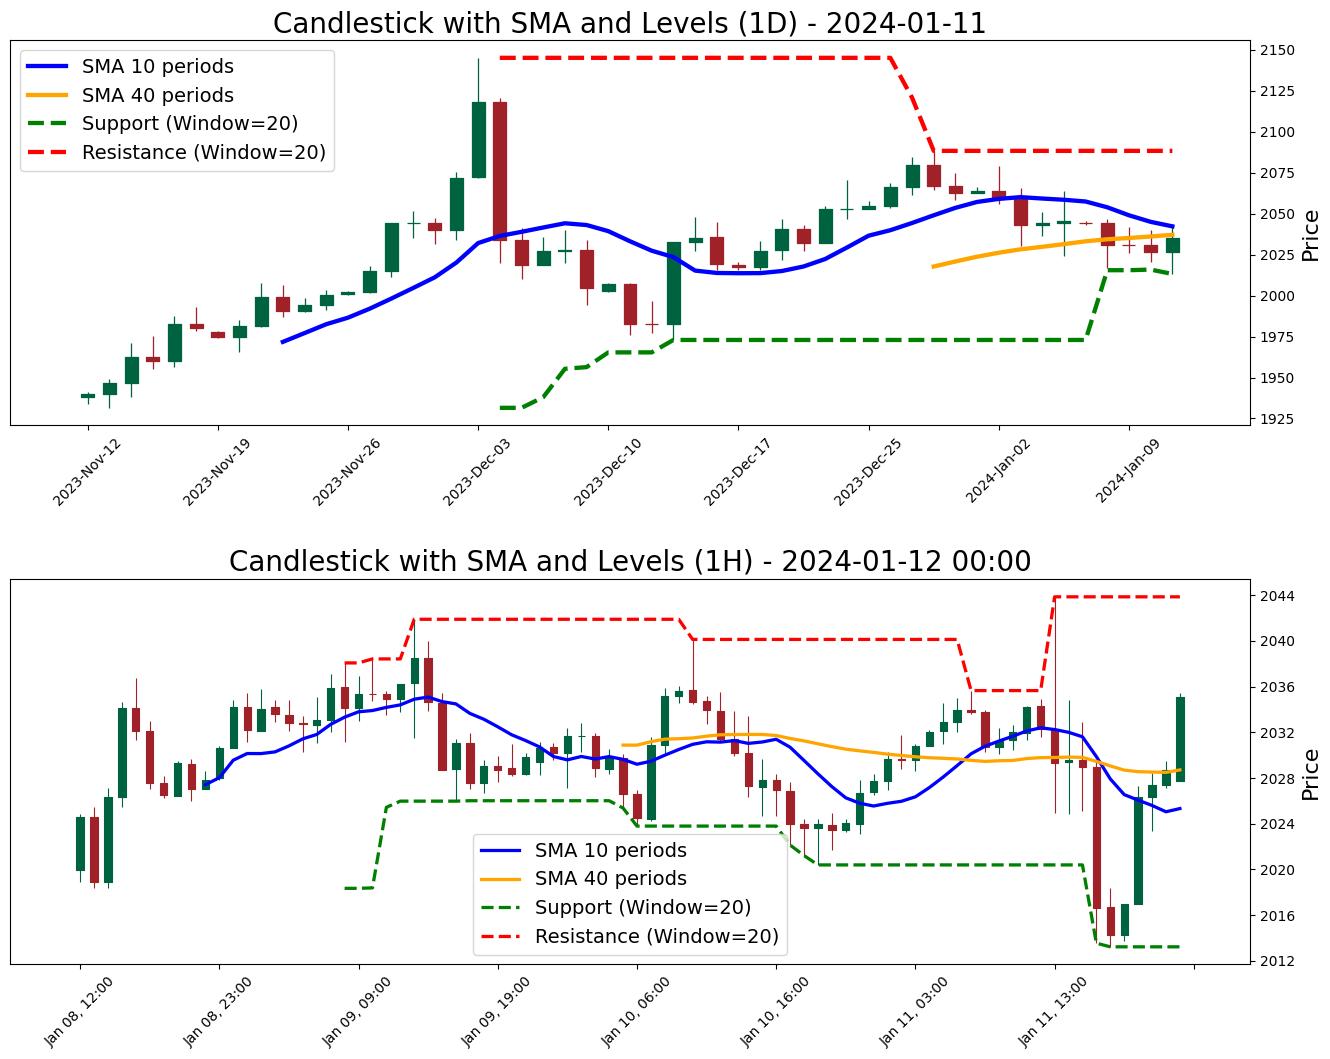 Candlestick with SMA and Levels (1D) - 2024-01-11
SMA 10 periods
SMA 40 periods
Support (Window=20)
Resistance (Window=20)
2150
2125
2100
2075
2050
2025
2000
1975
1950
1925
Price
2023-Nov-12
2023-Nov-19
2023-Nov-26
2023-Dec-03
2023-Dec-10
2023-Dec-17
2023-Dec-25
2024-Jan-02
2024-Jan-09
Candlestick with SMA and Levels (1H) - 2024-01-12 00:00
2044
2040
2036
2032
2028
2024
2020
2016
2012
Price
SMA 10 periods
SMA 40 periods
Support (Window=20)
Resistance (Window=20)
Jan 08, 12:00
Jan 08, 23:00
Jan 09, 09:00
Jan 09, 19:00
Jan 10, 06:00
Jan 10, 16:00
Jan 11, 03:00
Jan 11, 13:00